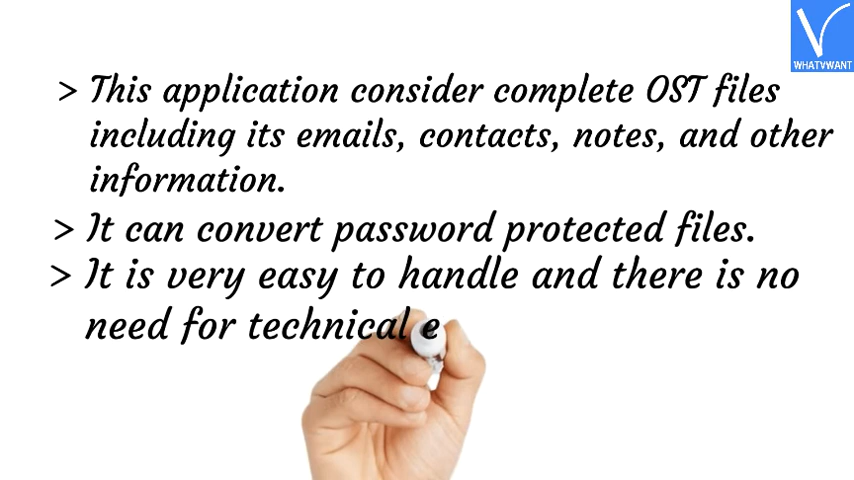 WHATVWANT
> This application consider complete OST files
including its emails, contacts, notes, and other
information.
> It can convert password protected files.
> It is very easy to handle and there is no
need for technical e